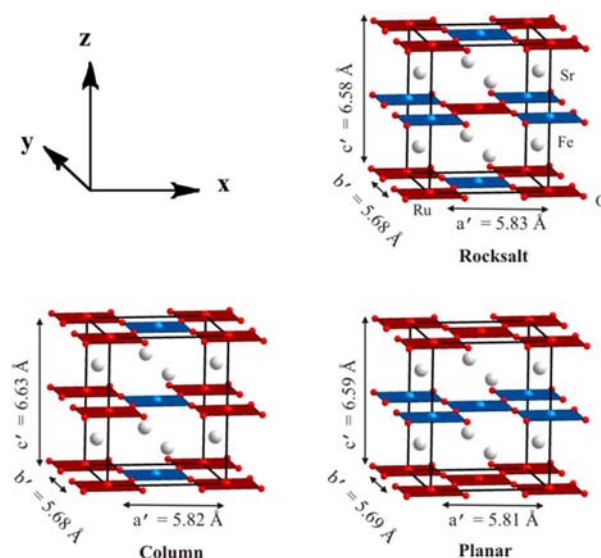 z
y
x
c' = 6.58 Å
Sr
Fe
b' = 5.68 Å
Ru
a' = 5.83 Å
O
Rocksalt
c' = 6.63 Å
b' = 5.68 Å
a' = 5.82 Å
Column
c' = 6.59 Å
b' = 5.69 Å
a' = 5.81 Å
Planar